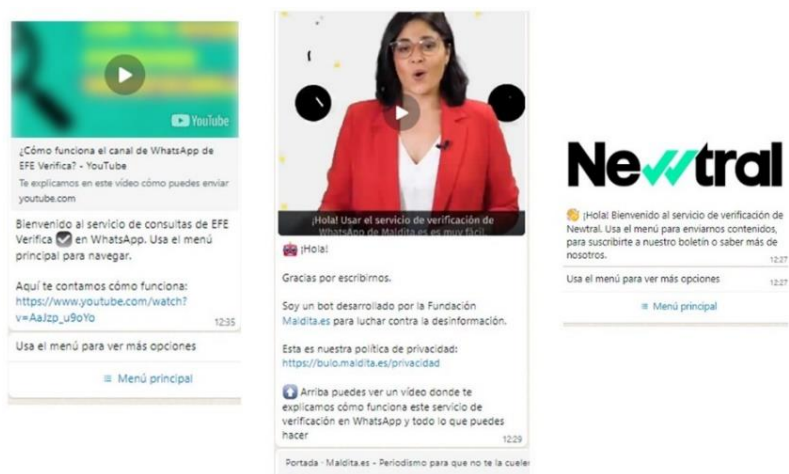 YouTube
¿Cómo funciona el canal de WhatsApp de
EFE Verifica? - YouTube
Te explicamos en este vídeo cómo puedes enviar
youtube.com
Bienvenido al servicio de consultas de EFE
Verifica ☑ en WhatsApp. Usa el menú
principal para navegar.
Aquí te contamos cómo funciona:
https://www.youtube.com/watch?
v=AaJzp_u9oYo
12:35
Usa el menú para ver más opciones
Menú principal
¡Hola! Usar el servicio de verificación de
WhatsApp de Maldita.es es muy fácil.
¡Hola!
Gracias por escribirnos.
Soy un bot desarrollado por la Fundación
Maldita.es para luchar contra la desinformación.
Esta es nuestra política de privacidad:
https://bulo.maldita.es/privacidad
⬆ Arriba puedes ver un vídeo donde te
explicamos cómo funciona este servicio de
verificación en WhatsApp y todo lo que puedes
hacer
12:29
Portada · Maldita.es - Periodismo para que no te la cuelen
Newtral
👋 ¡Hola! Bienvenido al servicio de verificación de
Newtral. Usa el menú para enviarnos contenidos,
para suscribirte a nuestro boletín o saber más de
nosotros.
12:27
Usa el menú para ver más opciones
12:27
Menú principal